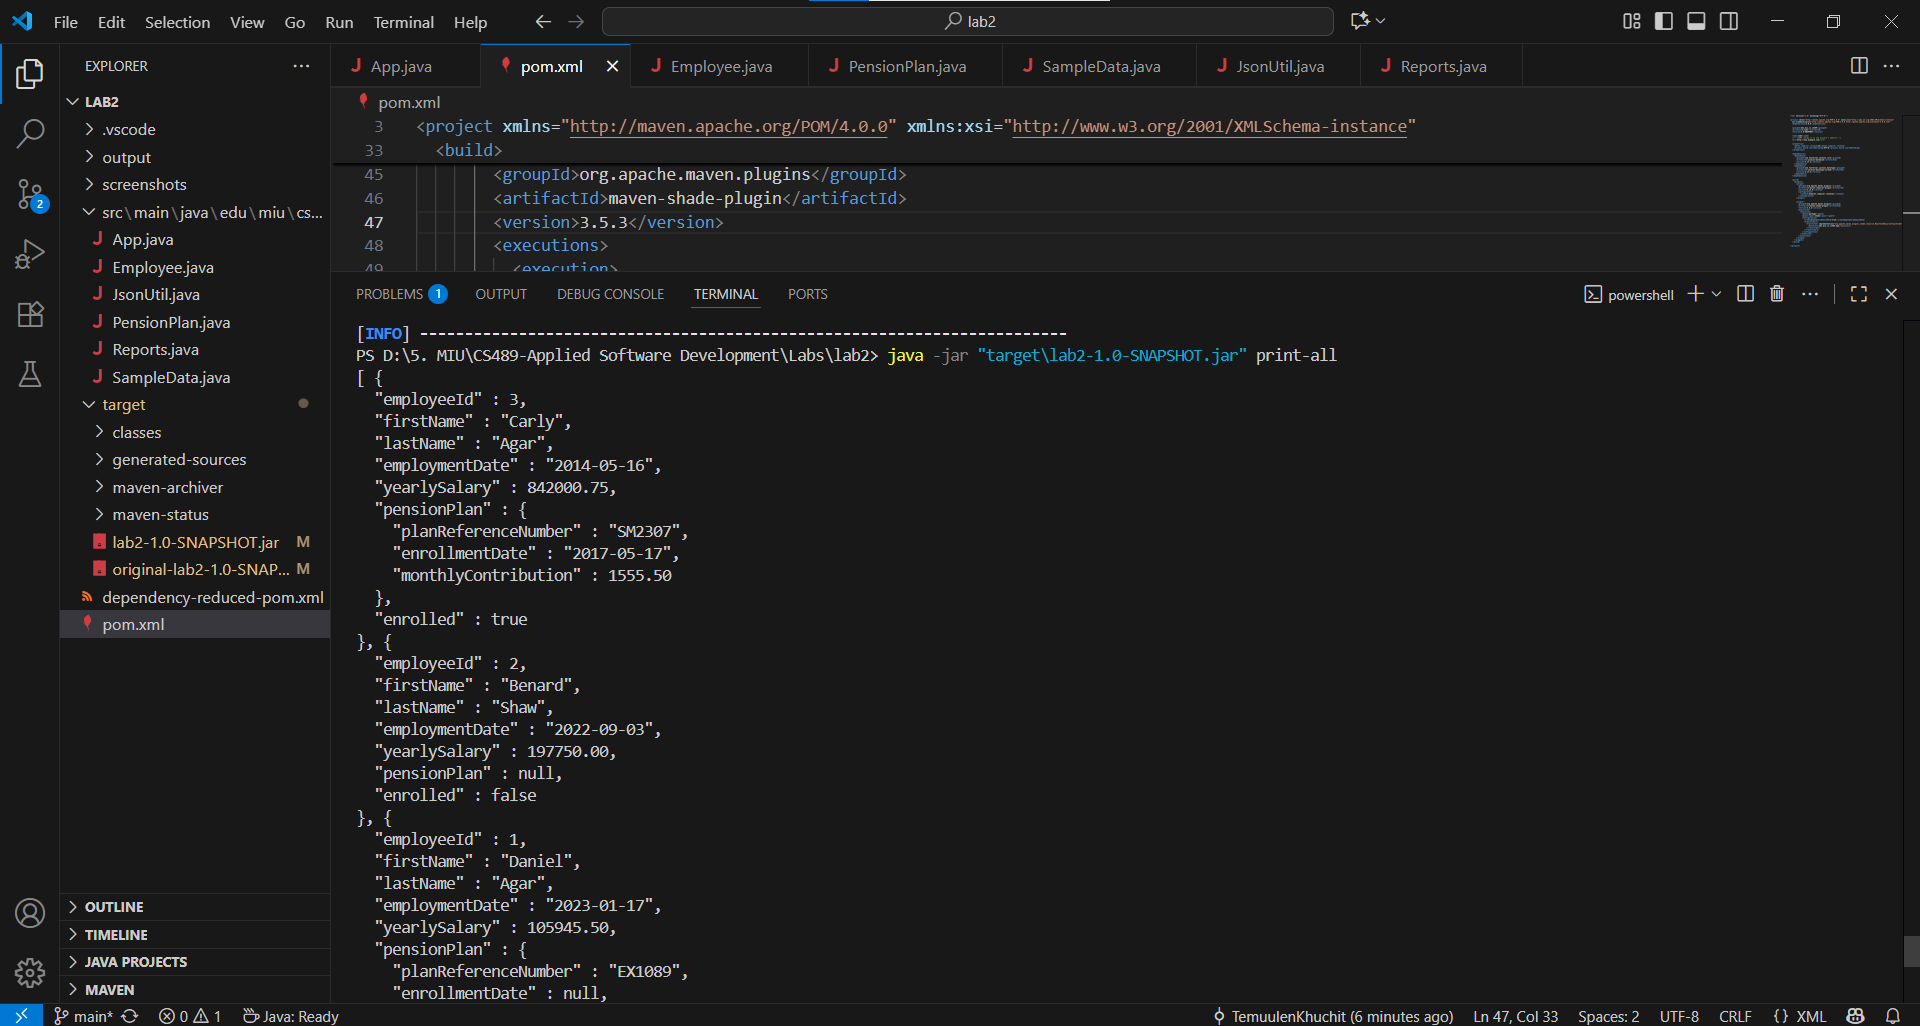 File Edit Selection View Go Run Terminal Help
lab2
EXPLORER
LAB2
.vscode
output
screenshots
src\main\java\edu\miu\cs...
App.java
Employee.java
JsonUtil.java
PensionPlan.java
Reports.java
SampleData.java
target
classes
generated-sources
maven-archiver
maven-status
lab2-1.0-SNAPSHOT.jar M
original-lab2-1.0-SNAP... M
dependency-reduced-pom.xml
pom.xml
OUTLINE
TIMELINE
JAVA PROJECTS
MAVEN
2
App.java pom.xml Employee.java PensionPlan.java SampleData.java JsonUtil.java Reports.java
pom.xml
3 <project xmlns="http://maven.apache.org/POM/4.0.0" xmlns:xsi="http://www.w3.org/2001/XMLSchema-instance"
33 <build>
45 <groupId>org.apache.maven.plugins</groupId>
46 <artifactId>maven-shade-plugin</artifactId>
47 <version>3.5.3</version>
48 <executions>
49 <execution>
PROBLEMS 1 OUTPUT DEBUG CONSOLE TERMINAL PORTS
powershell
[INFO] ------------------------------------------------------------------------
PS D:\5. MIU\CS489-Applied Software Development\Labs\lab2> java -jar "target\lab2-1.0-SNAPSHOT.jar" print-all
[ {
"employeeId" : 3,
"firstName" : "Carly",
"lastName" : "Agar",
"employmentDate" : "2014-05-16",
"yearlySalary" : 842000.75,
"pensionPlan" : {
"planReferenceNumber" : "SM2307",
"enrollmentDate" : "2017-05-17",
"monthlyContribution" : 1555.50
},
"enrolled" : true
}, {
"employeeId" : 2,
"firstName" : "Benard",
"lastName" : "Shaw",
"employmentDate" : "2022-09-03",
"yearlySalary" : 197750.00,
"pensionPlan" : null,
"enrolled" : false
}, {
"employeeId" : 1,
"firstName" : "Daniel",
"lastName" : "Agar",
"employmentDate" : "2023-01-17",
"yearlySalary" : 105945.50,
"pensionPlan" : {
"planReferenceNumber" : "EX1089",
"enrollmentDate" : null,
main* 0 1 Java: Ready TemuulenKhuchit (6 minutes ago) Ln 47, Col 33 Spaces: 2 UTF-8 CRLF {} XML